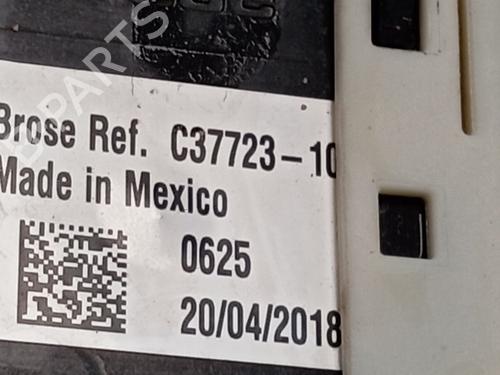 Brose Ref. C37723-10
Made in Mexico
0625
20/04/2018